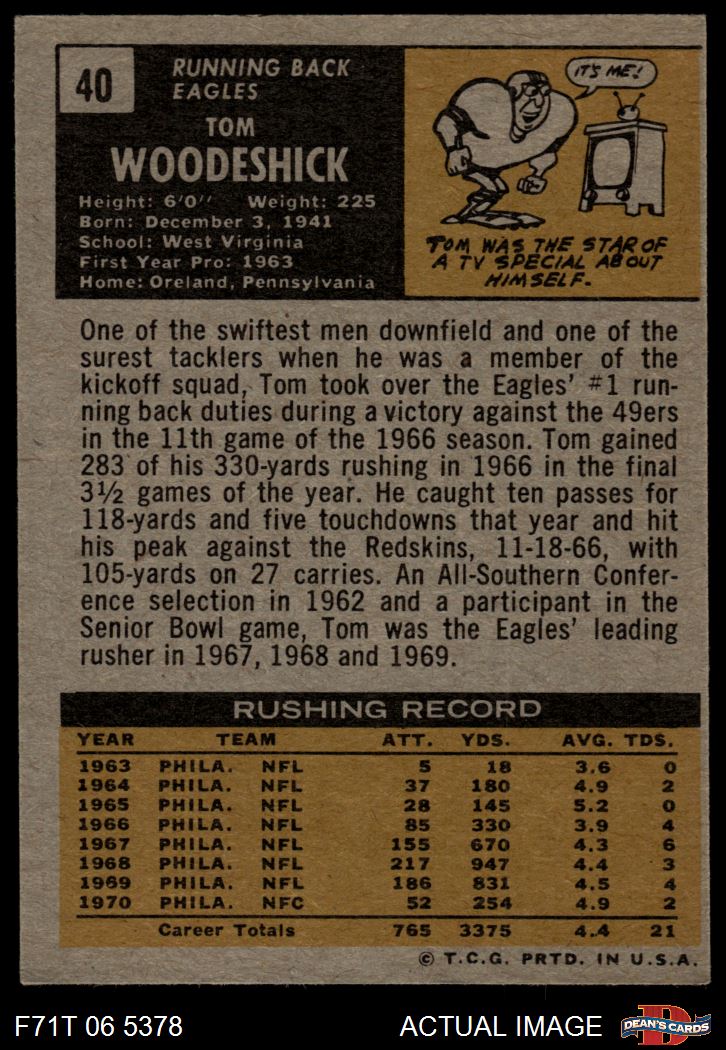 40
RUNNING BACK
EAGLES
TOM
WOODESHICK
Height: 6'0" Weight: 225
Born: December 3, 1941
School: West Virginia
First Year Pro: 1963
Home: Oreland, Pennsylvania
IT'S ME!
TOM WAS THE STAR OF
A TV SPECIAL ABOUT
HIMSELF.
One of the swiftest men downfield and one of the
surest tacklers when he was a member of the
kickoff squad, Tom took over the Eagles' #1 run-
ning back duties during a victory against the 49ers
in the 11th game of the 1966 season. Tom gained
283 of his 330-yards rushing in 1966 in the final
3½ games of the year. He caught ten passes for
118-yards and five touchdowns that year and hit
his peak against the Redskins, 11-18-66, with
105-yards on 27 carries. An All-Southern Confer-
ence selection in 1962 and a participant in the
Senior Bowl game, Tom was the Eagles' leading
rusher in 1967, 1968 and 1969.
RUSHING RECORD
YEAR TEAM ATT. YDS. AVG. TDS.
1963 PHILA. NFL 5 18 3.6 0
1964 PHILA. NFL 37 180 4.9 2
1965 PHILA. NFL 28 145 5.2 0
1966 PHILA. NFL 85 330 3.9 4
1967 PHILA. NFL 155 670 4.3 6
1968 PHILA. NFL 217 947 4.4 3
1969 PHILA. NFL 186 831 4.5 4
1970 PHILA. NFC 52 254 4.9 2
Career Totals 765 3375 4.4 21
© T.C.G. PRTD. IN U.S.A.
F71T 06 5378 ACTUAL IMAGE
D
DEAN'S CARDS